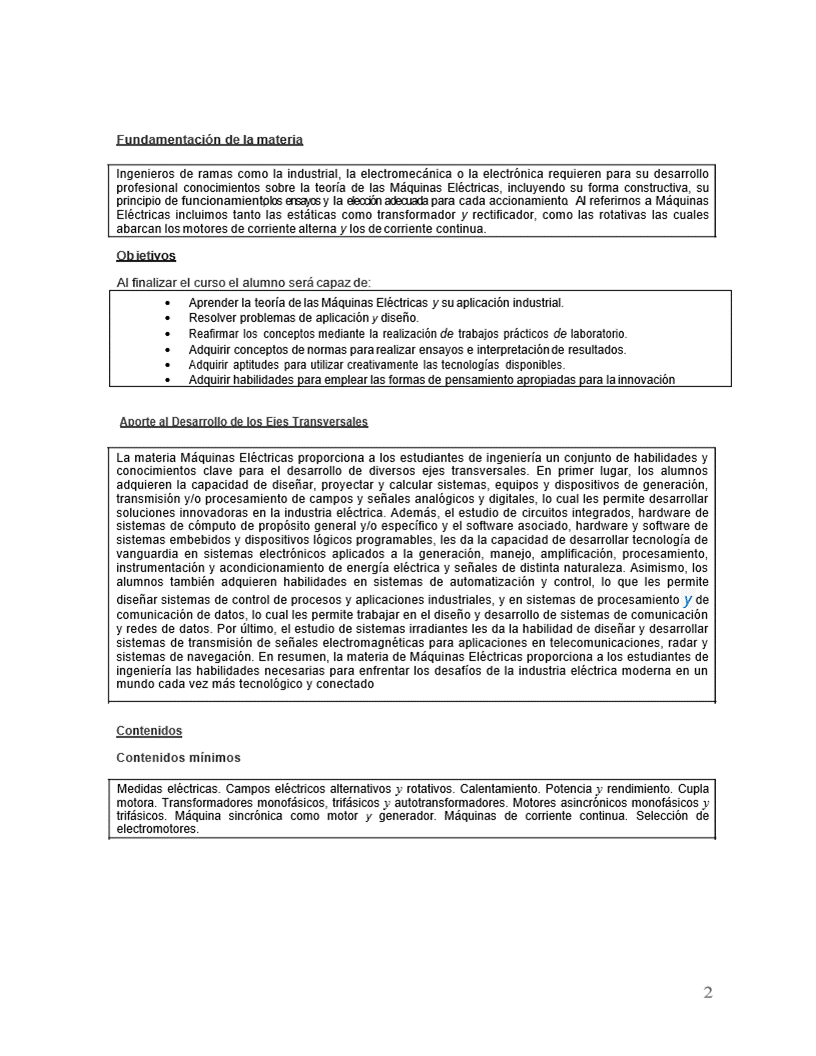 Fundamentación de la materia
Ingenieros de ramas como la industrial, la electromecánica o la electrónica requieren para su desarrollo
profesional conocimientos sobre la teoría de las Máquinas Eléctricas, incluyendo su forma constructiva, su
principio de funcionamiento, los ensayos y la elección adecuada para cada accionamiento. Al referirnos a Máquinas
Eléctricas incluimos tanto las estáticas como transformador y rectificador, como las rotativas las cuales
abarcan los motores de corriente alterna y los de corriente continua.
Objetivos
Al finalizar el curso el alumno será capaz de:
• Aprender la teoría de las Máquinas Eléctricas y su aplicación industrial.
• Resolver problemas de aplicación y diseño.
• Reafirmar los conceptos mediante la realización de trabajos prácticos de laboratorio.
• Adquirir conceptos de normas para realizar ensayos e interpretación de resultados.
• Adquirir aptitudes para utilizar creativamente las tecnologías disponibles.
• Adquirir habilidades para emplear las formas de pensamiento apropiadas para la innovación
Aporte al Desarrollo de los Ejes Transversales
La materia Máquinas Eléctricas proporciona a los estudiantes de ingeniería un conjunto de habilidades y
conocimientos clave para el desarrollo de diversos ejes transversales. En primer lugar, los alumnos
adquieren la capacidad de diseñar, proyectar y calcular sistemas, equipos y dispositivos de generación,
transmisión y/o procesamiento de campos y señales analógicos y digitales, lo cual les permite desarrollar
soluciones innovadoras en la industria eléctrica. Además, el estudio de circuitos integrados, hardware de
sistemas de cómputo de propósito general y/o específico y el software asociado, hardware y software de
sistemas embebidos y dispositivos lógicos programables, les da la capacidad de desarrollar tecnología de
vanguardia en sistemas electrónicos aplicados a la generación, manejo, amplificación, procesamiento,
instrumentación y acondicionamiento de energía eléctrica y señales de distinta naturaleza. Asimismo, los
alumnos también adquieren habilidades en sistemas de automatización y control, lo que les permite
diseñar sistemas de control de procesos y aplicaciones industriales, y en sistemas de procesamiento y de
comunicación de datos, lo cual les permite trabajar en el diseño y desarrollo de sistemas de comunicación
y redes de datos. Por último, el estudio de sistemas irradiantes les da la habilidad de diseñar y desarrollar
sistemas de transmisión de señales electromagnéticas para aplicaciones en telecomunicaciones, radar y
sistemas de navegación. En resumen, la materia de Máquinas Eléctricas proporciona a los estudiantes de
ingeniería las habilidades necesarias para enfrentar los desafíos de la industria eléctrica moderna en un
mundo cada vez más tecnológico y conectado
Contenidos
Contenidos mínimos
Medidas eléctricas. Campos eléctricos alternativos y rotativos. Calentamiento. Potencia y rendimiento. Cupla
motora. Transformadores monofásicos, trifásicos y autotransformadores. Motores asincrónicos monofásicos y
trifásicos. Máquina sincrónica como motor y generador. Máquinas de corriente continua. Selección de
electromotores.
2